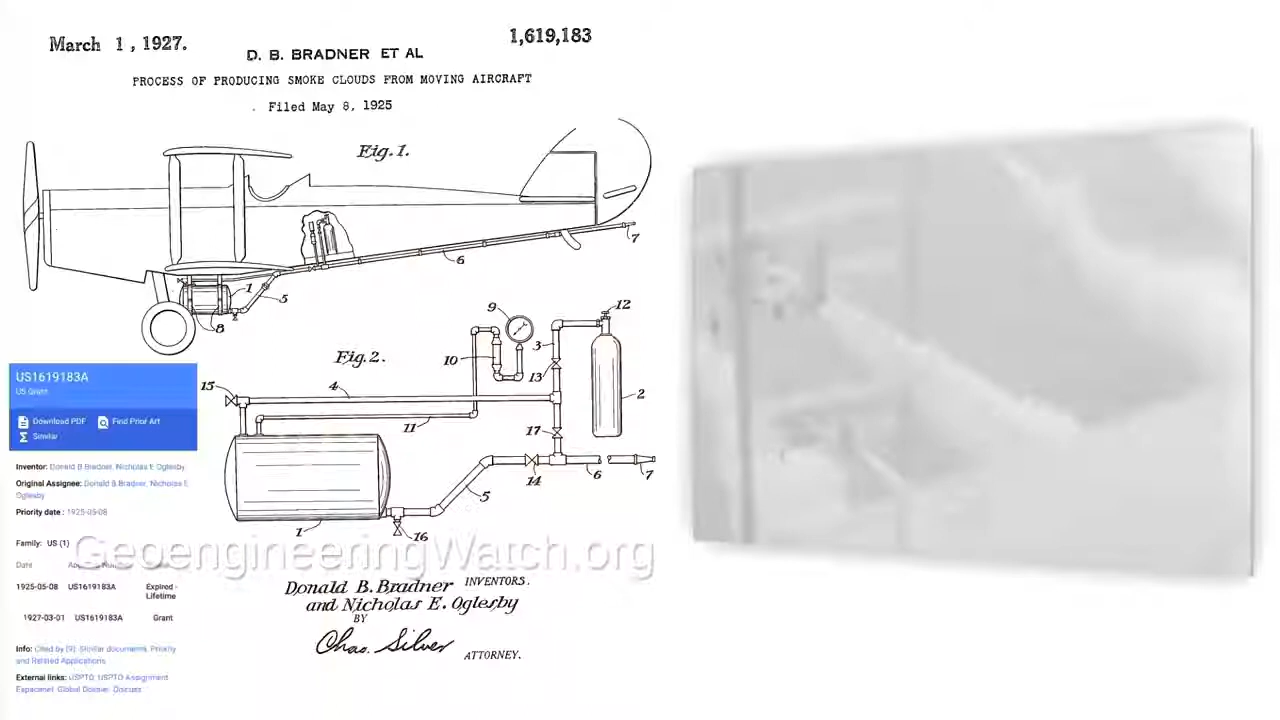 March 1, 1927.
1,619,183
D. B. BRADNER ET AL
PROCESS OF PRODUCING SMOKE CLOUDS FROM MOVING AIRCRAFT
Filed May 8, 1925
Fig.1.
7
6
1
5
8
9
12
3
10
Fig.2.
13
US1619183A
US Grant
15
4
2
Download PDF
Find Prior Art
11
17
Similar
Inventor: Donald B Bradner, Nicholas E Oglesby
14
6
7
Original Assignee: Donald B Bradner, Nicholas E Oglesby
5
Priority date: 1925-05-08
1
16
Family: US (1)
GeoengineeringWatch.org
Date
1925-05-08 US1619183A Expired - Lifetime
Donald B. Bradner INVENTORS.
and Nicholas E. Oglesby
1927-03-01 US1619183A Grant
BY
Chas. Silver
ATTORNEY.
Info: Cited by (9), Similar documents, Priority
and Related Applications
External links: USPTO, USPTO Assignment
Espacenet, Global Dossier, Discuss